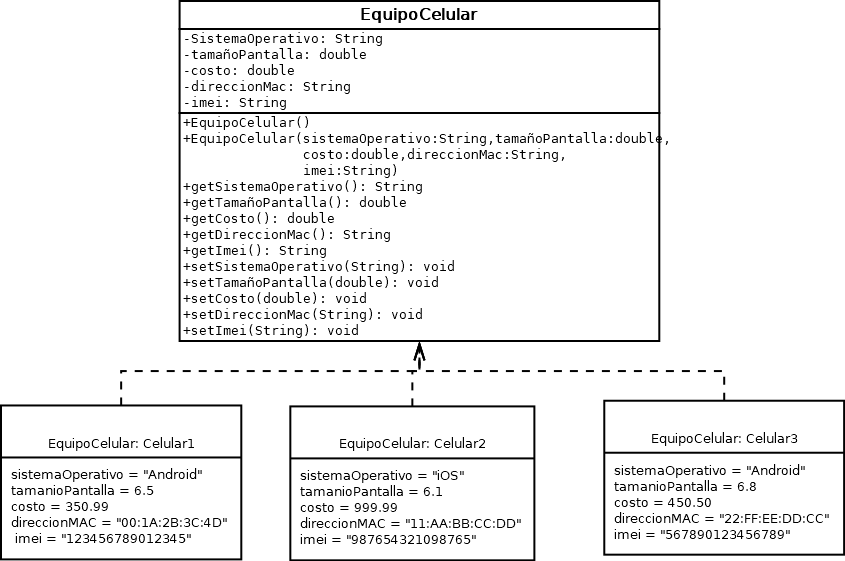 EquipoCelular
-SistemaOperativo: String
-tamañoPantalla: double
-costo: double
-direccionMac: String
-imei: String
+EquipoCelular()
+EquipoCelular(sistemaOperativo:String,tamañoPantalla:double,
costo:double,direccionMac:String,
imei:String)
+getSistemaOperativo(): String
+getTamañoPantalla(): double
+getCosto(): double
+getDireccionMac(): String
+getImei(): String
+setSistemaOperativo(String): void
+setTamañoPantalla(double): void
+setCosto(double): void
+setDireccionMac(String): void
+setImei(String): void
EquipoCelular: Celular1
sistemaOperativo = "Android"
tamanioPantalla = 6.5
costo = 350.99
direccionMAC = "00:1A:2B:3C:4D"
imei = "123456789012345"
EquipoCelular: Celular2
sistemaOperativo = "iOS"
tamanioPantalla = 6.1
costo = 999.99
direccionMAC = "11:AA:BB:CC:DD"
imei = "987654321098765"
EquipoCelular: Celular3
sistemaOperativo = "Android"
tamanioPantalla = 6.8
costo = 450.50
direccionMAC = "22:FF:EE:DD:CC"
imei = "567890123456789"